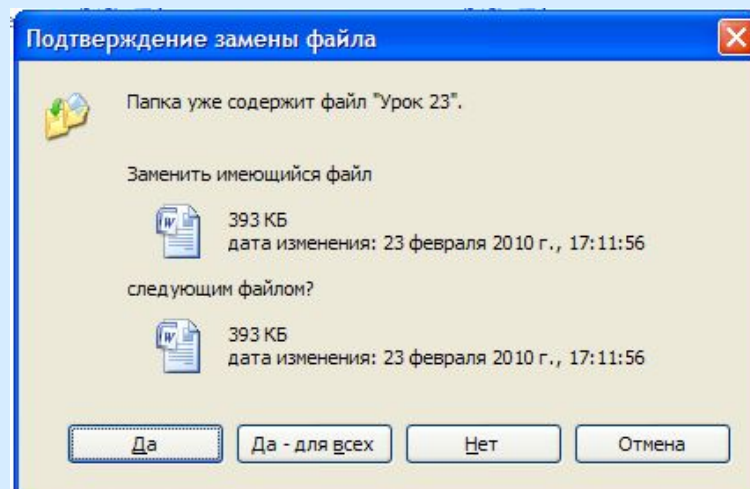 Подтверждение замены файла
Папка уже содержит файл "Урок 23".
Заменить имеющийся файл
393 КБ
дата изменения: 23 февраля 2010 г., 17:11:56
следующим файлом?
393 КБ
дата изменения: 23 февраля 2010 г., 17:11:56
Да
Да - для всех
Нет
Отмена